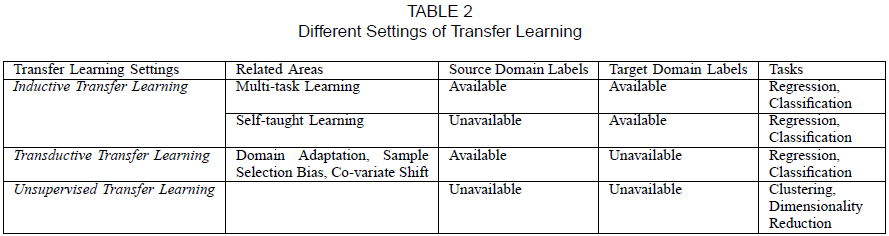 TABLE 2
Different Settings of Transfer Learning
Transfer Learning Settings Related Areas Source Domain Labels Target Domain Labels Tasks
Inductive Transfer Learning Multi-task Learning Available Available Regression,
Classification
Self-taught Learning Unavailable Available Regression,
Classification
Transductive Transfer Learning Domain Adaptation, Sample Available Unavailable Regression,
Selection Bias, Co-variate Shift Classification
Unsupervised Transfer Learning Unavailable Unavailable Clustering,
Dimensionality
Reduction